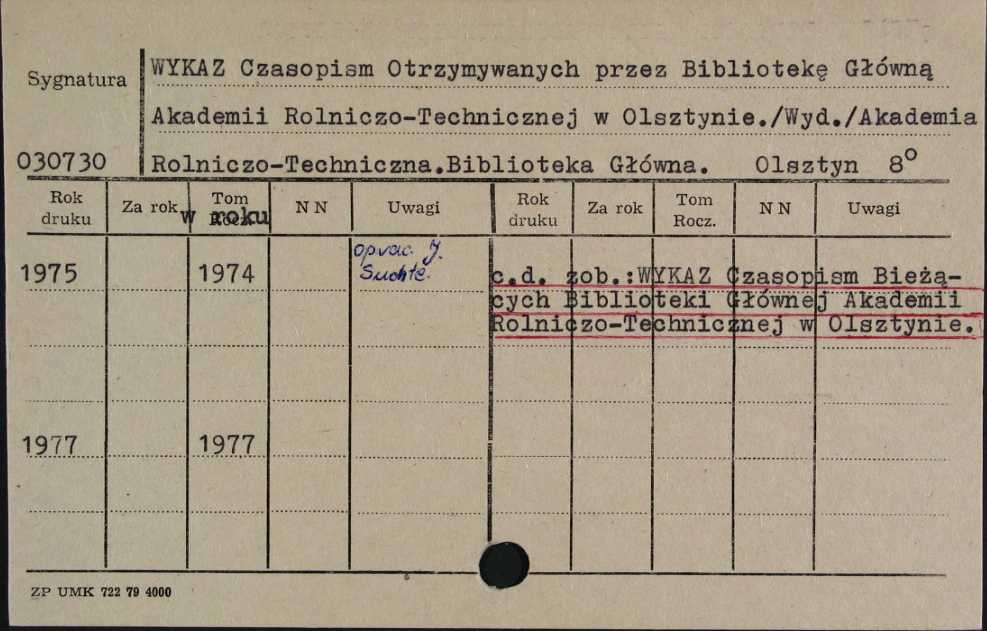 WYKAZ Czasopism Otrzymywanych przez Bibliotekę Główną
Sygnatura
Akademii Rolniczo-Technicznej w Olsztynie./Wyd./Akademia
030730 Rolniczo-Techniczna.Biblioteka Główna. Olsztyn 8°
Rok druku Za rok Tom Rocz. N N Uwagi Rok druku Za rok Tom Rocz. N N Uwagi
w roku
1975 1974 oprac. J.
c.d. zob.:WYKAZ Czasopism Bieżą-
cych Biblioteki Głównej Akademii
Rolniczo-Technicznej w Olsztynie.
1977 1977
ZP UMK 722 79 4000